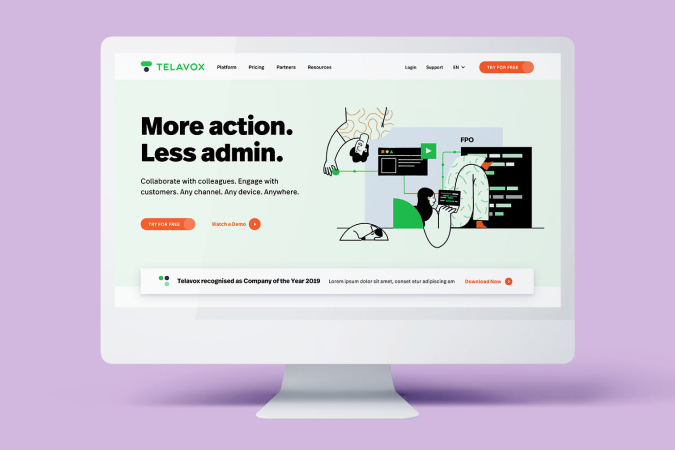 TELAVOX
Platform
Pricing
Partners
Resources
Login
Support
EN
TRY FOR FREE
More action.
Less admin.
Collaborate with colleagues. Engage with
customers. Any channel. Any device. Anywhere.
TRY FOR FREE
Watch a Demo
FPO
Telavox recognised as Company of the Year 2019
Lorem ipsum dolor sit amet, conset etur adipiscing am
Download Now